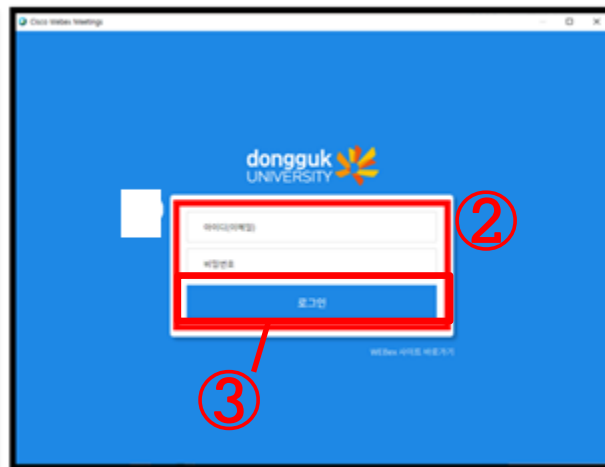 Cisco Webex Meetings
dongguk
UNIVERSITY
아이디(이메일)
②
비밀번호
로그인
WEBex 사이트 바로가기
③